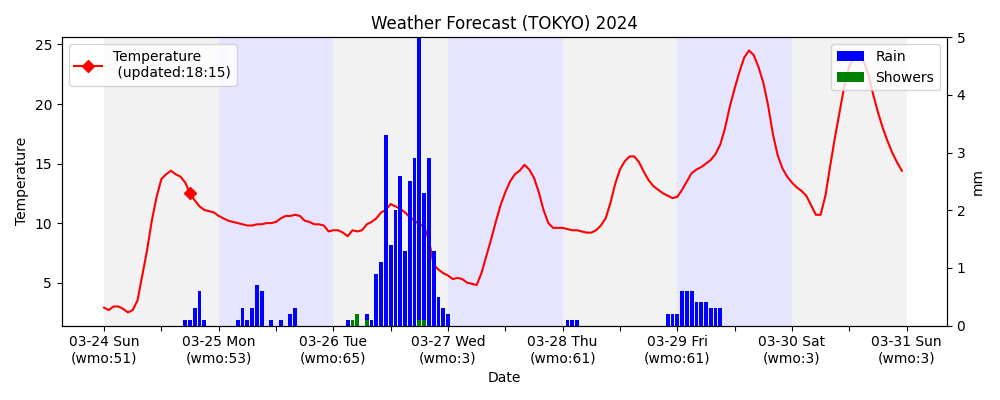 Weather Forecast (TOKYO) 2024
25
20
15
10
5
Temperature
Temperature
(updated:18:15)
Rain
Showers
5
4
3
2
1
0
mm
03-24 Sun
(wmo:51)
03-25 Mon
(wmo:53)
03-26 Tue
(wmo:65)
03-27 Wed
(wmo:3)
03-28 Thu
(wmo:61)
03-29 Fri
(wmo:61)
03-30 Sat
(wmo:3)
03-31 Sun
(wmo:3)
Date